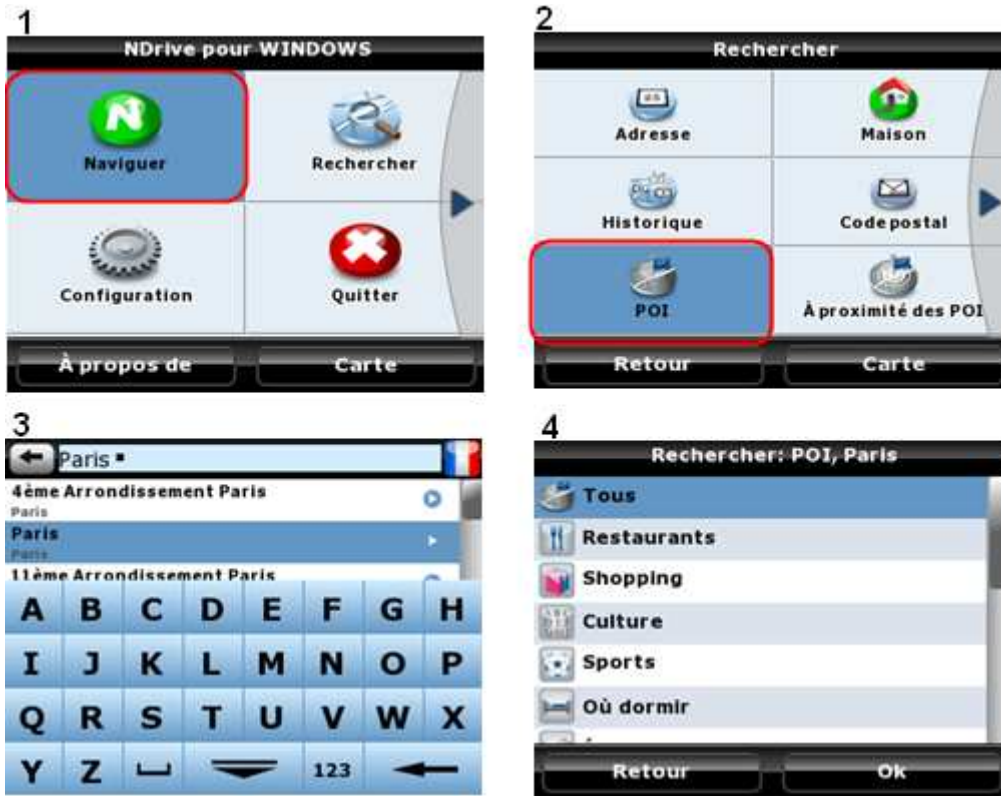 1
NDrive pour WINDOWS
Naviguer
Rechercher
Configuration
Quitter
À propos de
Carte
2
Rechercher
Adresse
Maison
Historique
Code postal
POI
À proximité des POI
Retour
Carte
3
Paris
4ème Arrondissement Paris
Paris
Paris
Paris
11ème Arrondissement Paris
A B C D E F G H
I J K L M N O P
Q R S T U V W X
Y Z 123
4
Rechercher: POI, Paris
Tous
Restaurants
Shopping
Culture
Sports
Où dormir
Retour
Ok